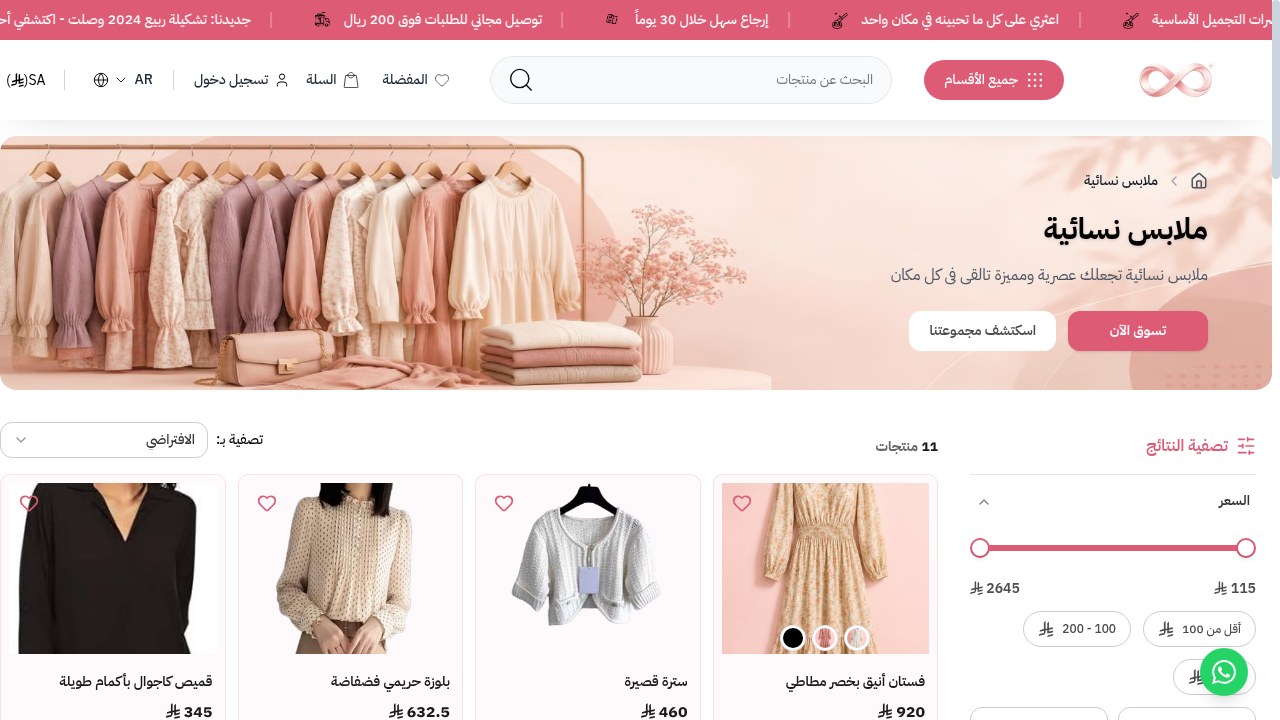 اعثري على كل ما تحبينه في مكان واحد
إرجاع سهل خلال 30 يوماً
توصيل مجاني للطلبات فوق 200 ريال
جديدنا: تشكيلة ربيع 2024 وصلت - اكتشفي
التجميل الأساسية
جميع الأقسام
البحث عن منتجات
المفضلة
السلة
تسجيل دخول
AR
SA(⃁)
ملابس نسائية
ملابس نسائية
ملابس نسائية تجعلك عصرية ومميزة تالقى فى كل مكان
تسوق الآن
اسكتشف مجموعتنا
تصفية النتائج
11 منتجات
تصفية بـ:
الافتراضي
السعر
115 ⃁
2645 ⃁
أقل من 100 ⃁
100 - 200 ⃁
فستان أنيق بخصر مطاطي
920 ⃁
سترة قصيرة
460 ⃁
بلوزة حريمي فضفاضة
632.5 ⃁
قميص كاجوال بأكمام طويلة
345 ⃁